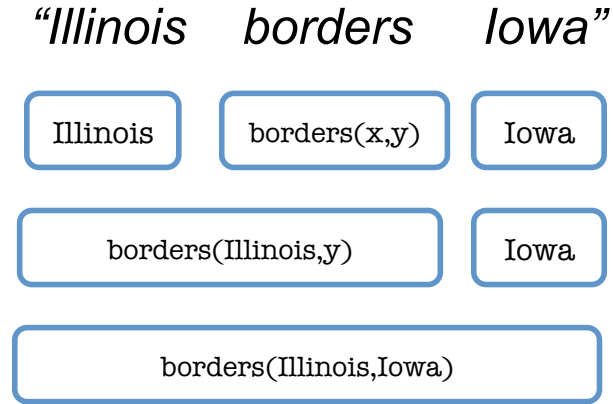 “Illinois borders Iowa”
Illinois borders(x,y) Iowa
borders(Illinois,y) Iowa
borders(Illinois,Iowa)